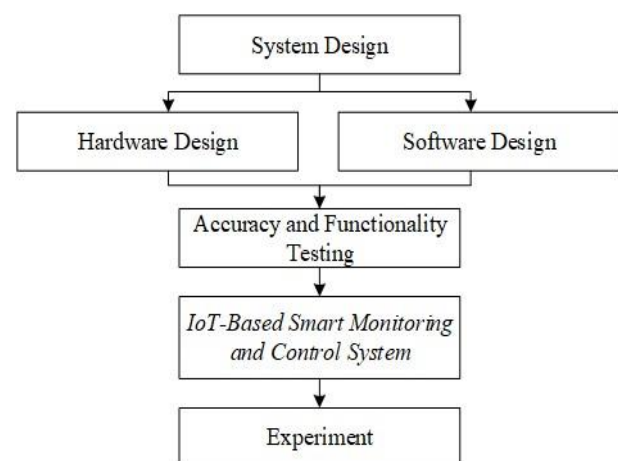 System Design
Hardware Design
Software Design
Accuracy and Functionality
Testing
IoT-Based Smart Monitoring
and Control System
Experiment